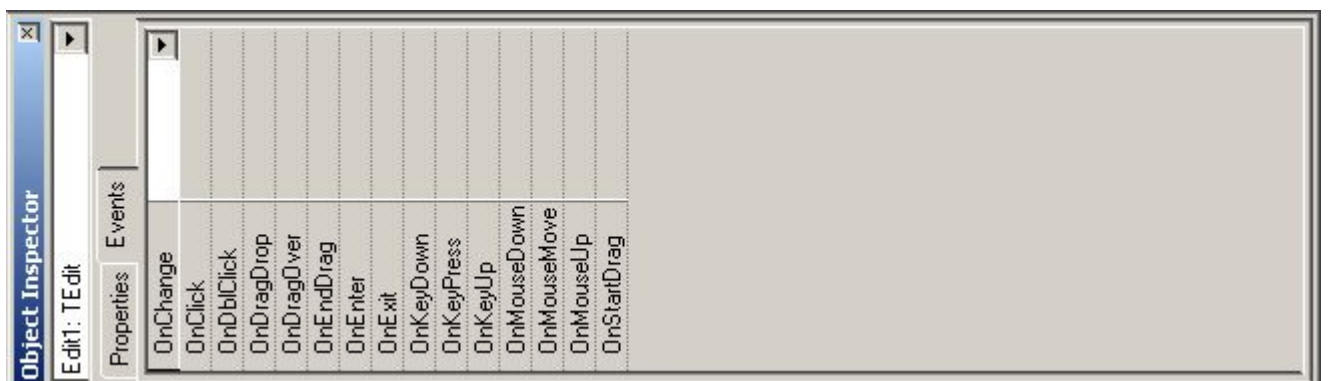 Object Inspector
Edit1: TEdit
Properties Events
OnChange
OnClick
OnDblClick
OnDragDrop
OnDragOver
OnEndDrag
OnEnter
OnExit
OnKeyDown
OnKeyPress
OnKeyUp
OnMouseDown
OnMouseMove
OnMouseUp
OnStartDrag